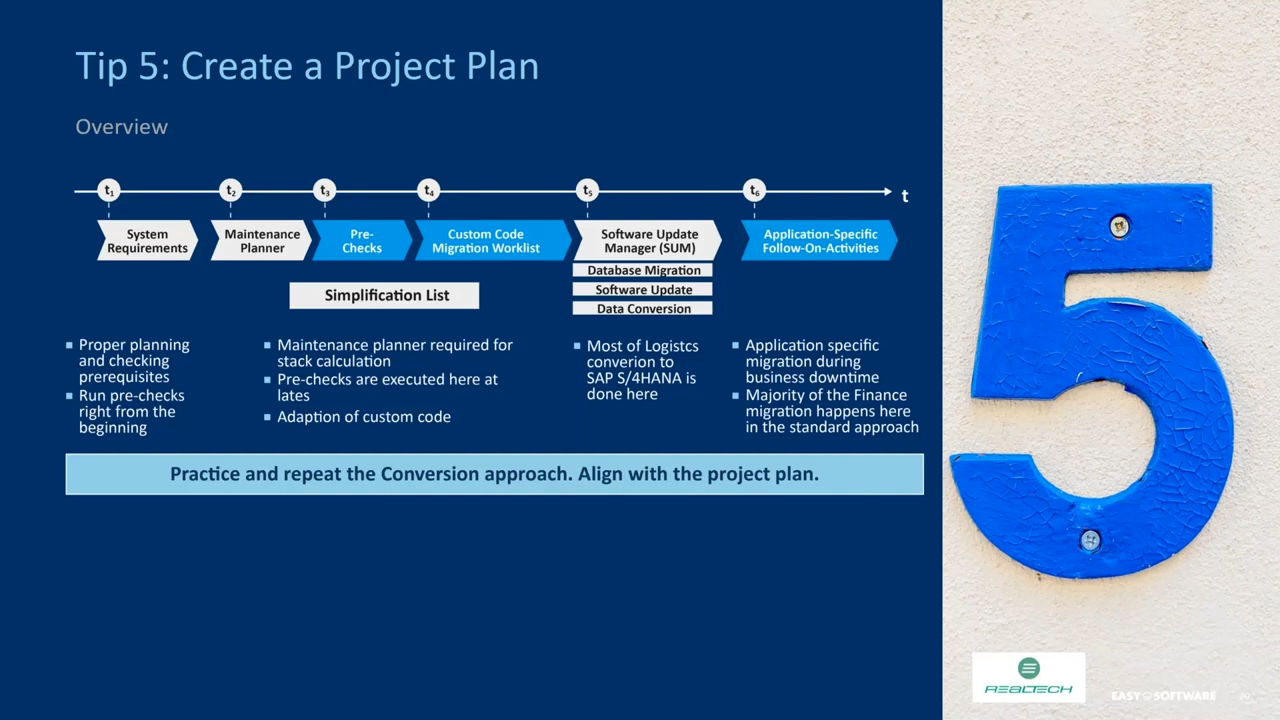 Tip 5: Create a Project Plan
Overview
t1
t2
t3
t4
t5
t6
t
System
Requirements
Maintenance
Planner
Pre-
Checks
Custom Code
Migration Worklist
Software Update
Manager (SUM)
Application-Specific
Follow-On-Activities
Database Migration
Software Update
Data Conversion
Simplification List
Proper planning
and checking
prerequisites
Run pre-checks
right from the
beginning
Maintenance planner required for
stack calculation
Pre-checks are executed here at
lates
Adaption of custom code
Most of Logistcs
converion to
SAP S/4HANA is
done here
Application specific
migration during
business downtime
Majority of the Finance
migration happens here
in the standard approach
Practice and repeat the Conversion approach. Align with the project plan.
5
REALTECH
EASY SOFTWARE